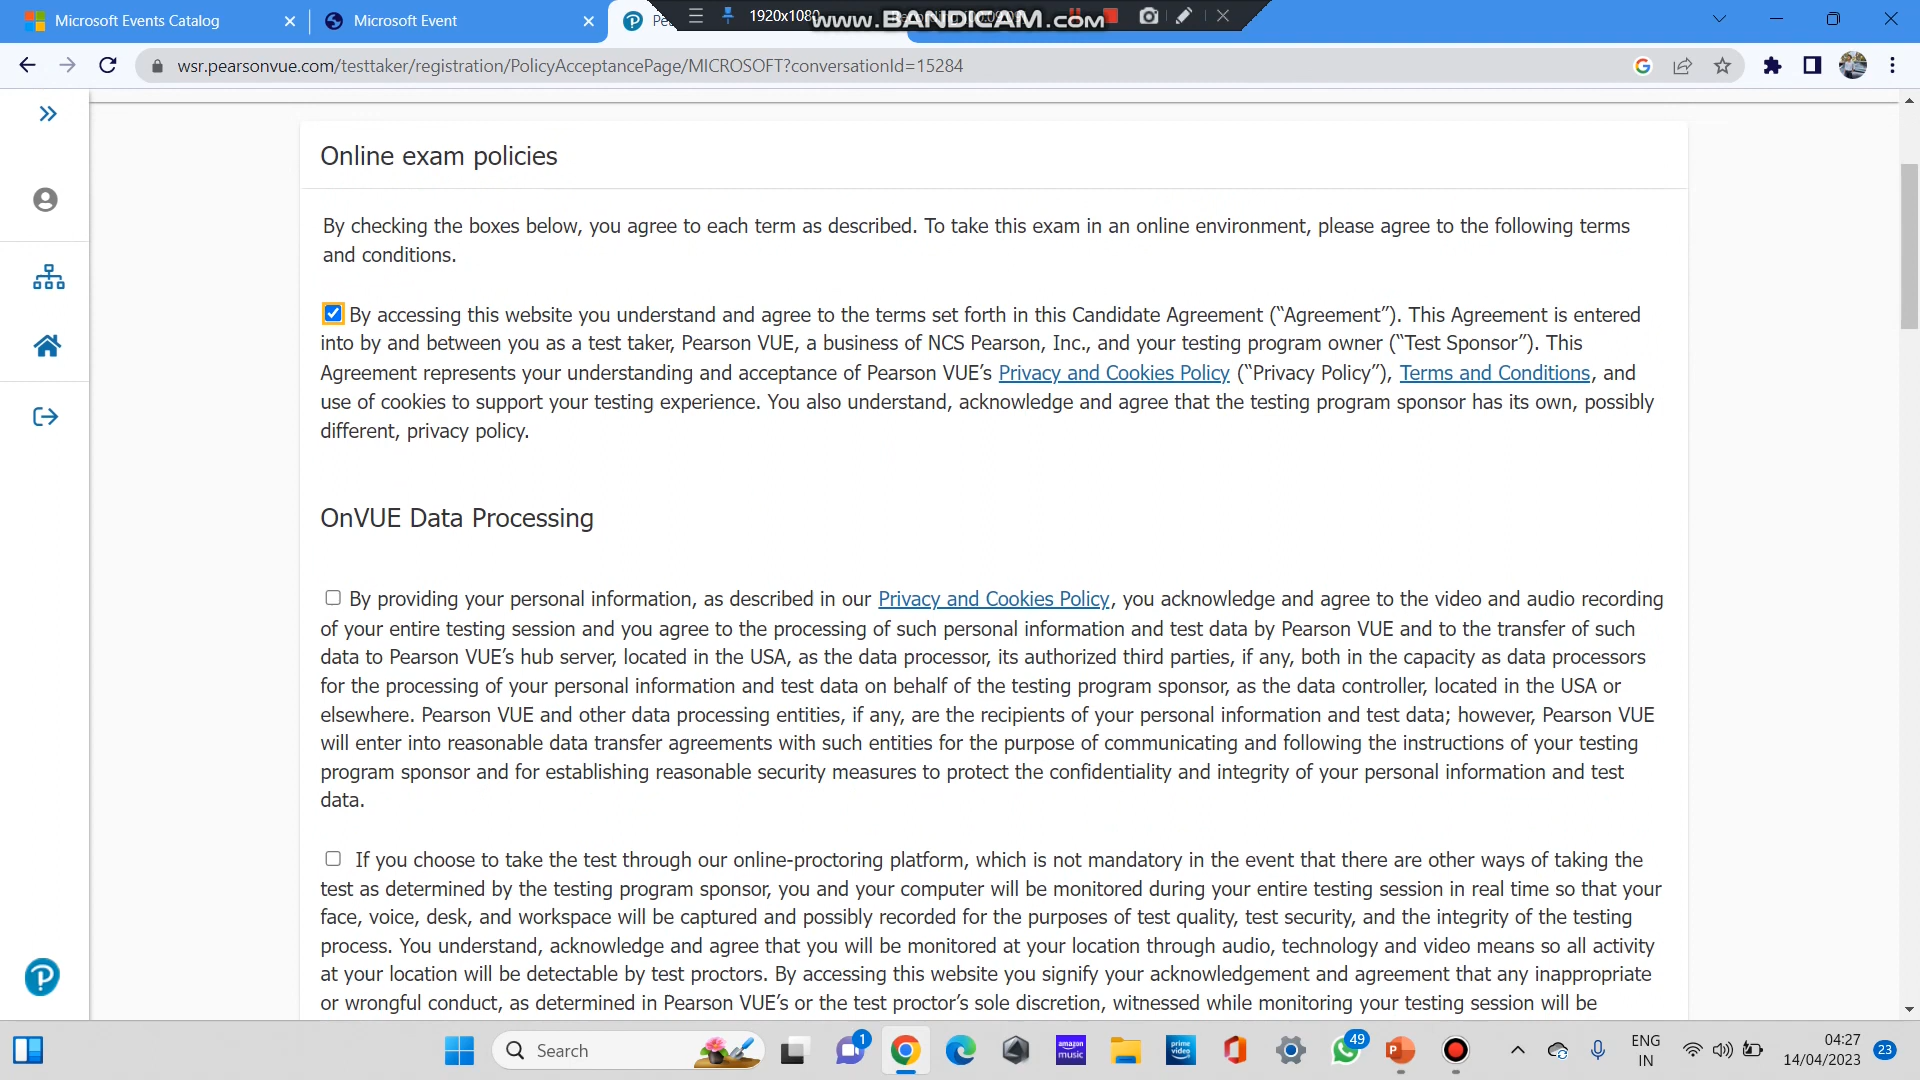 Microsoft Events Catalog
Microsoft Event
Pe
1920x1080
www.BANDICAM.com
wsr.pearsonvue.com/testtaker/registration/PolicyAcceptancePage/MICROSOFT?conversationId=15284
Online exam policies
By checking the boxes below, you agree to each term as described. To take this exam in an online environment, please agree to the following terms
and conditions.
By accessing this website you understand and agree to the terms set forth in this Candidate Agreement (“Agreement”). This Agreement is entered
into by and between you as a test taker, Pearson VUE, a business of NCS Pearson, Inc., and your testing program owner (“Test Sponsor”). This
Agreement represents your understanding and acceptance of Pearson VUE’s Privacy and Cookies Policy (“Privacy Policy”), Terms and Conditions, and
use of cookies to support your testing experience. You also understand, acknowledge and agree that the testing program sponsor has its own, possibly
different, privacy policy.
OnVUE Data Processing
By providing your personal information, as described in our Privacy and Cookies Policy, you acknowledge and agree to the video and audio recording
of your entire testing session and you agree to the processing of such personal information and test data by Pearson VUE and to the transfer of such
data to Pearson VUE’s hub server, located in the USA, as the data processor, its authorized third parties, if any, both in the capacity as data processors
for the processing of your personal information and test data on behalf of the testing program sponsor, as the data controller, located in the USA or
elsewhere. Pearson VUE and other data processing entities, if any, are the recipients of your personal information and test data; however, Pearson VUE
will enter into reasonable data transfer agreements with such entities for the purpose of communicating and following the instructions of your testing
program sponsor and for establishing reasonable security measures to protect the confidentiality and integrity of your personal information and test
data.
If you choose to take the test through our online-proctoring platform, which is not mandatory in the event that there are other ways of taking the
test as determined by the testing program sponsor, you and your computer will be monitored during your entire testing session in real time so that your
face, voice, desk, and workspace will be captured and possibly recorded for the purposes of test quality, test security, and the integrity of the testing
process. You understand, acknowledge and agree that you will be monitored at your location through audio, technology and video means so all activity
at your location will be detectable by test proctors. By accessing this website you signify your acknowledgement and agreement that any inappropriate
or wrongful conduct, as determined in Pearson VUE’s or the test proctor’s sole discretion, witnessed while monitoring your testing session will be
Search
1
amazon
music
prime
video
49
ENG
IN
04:27
14/04/2023
23